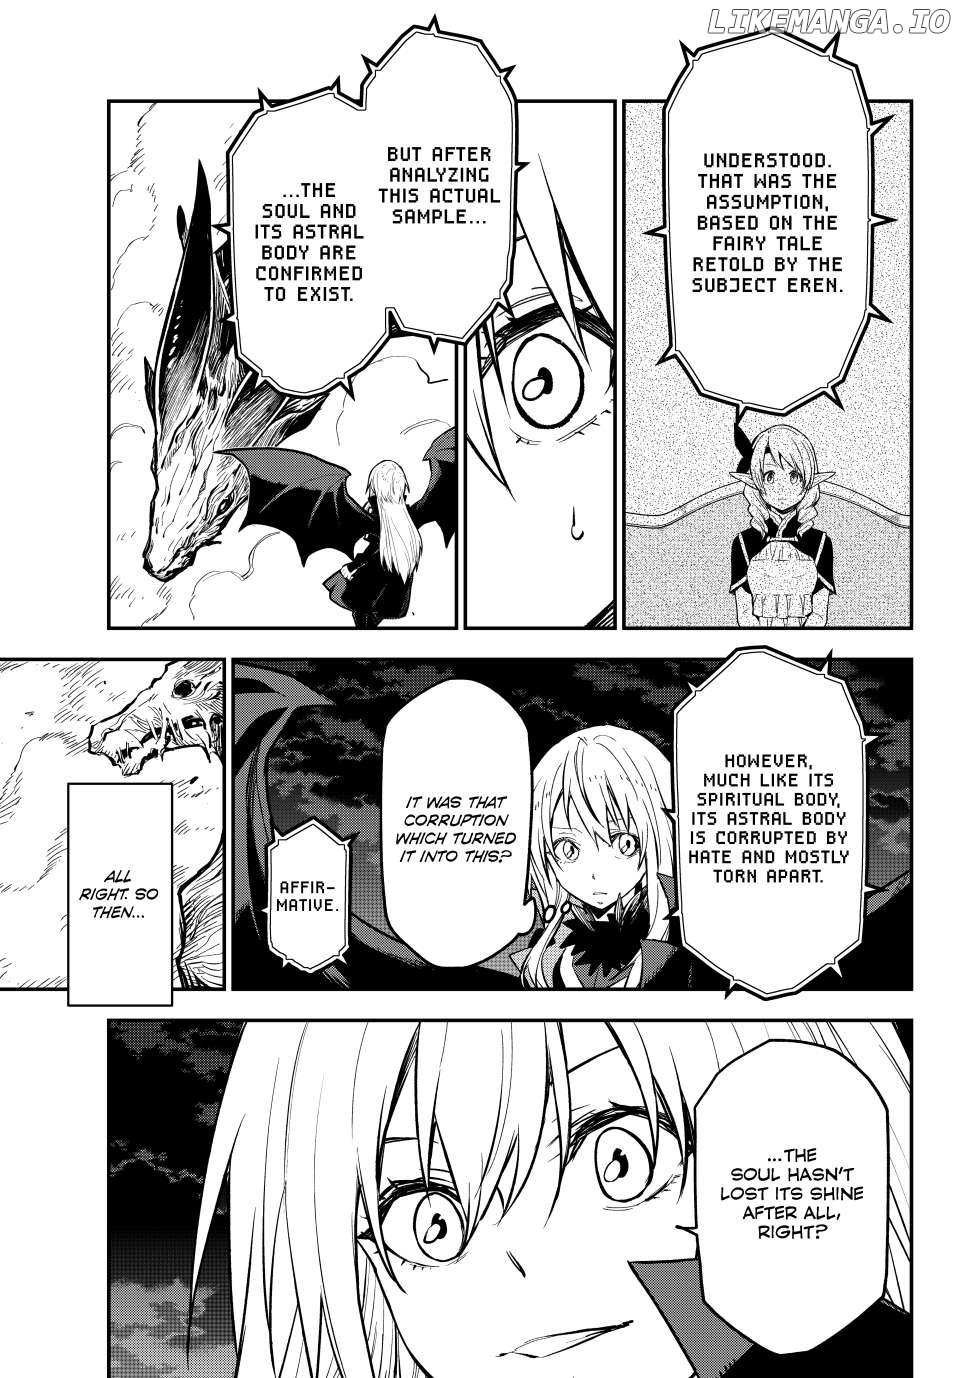 LIKEMANGA.IO
UNDERSTOOD.
THAT WAS THE
ASSUMPTION,
BASED ON THE
FAIRY TALE
RETOLD BY THE
SUBJECT EREN.
BUT AFTER
ANALYZING
THIS ACTUAL
SAMPLE...
...THE
SOUL AND
ITS ASTRAL
BODY ARE
CONFIRMED
TO EXIST.
HOWEVER,
MUCH LIKE ITS
SPIRITUAL BODY,
ITS ASTRAL BODY
IS CORRUPTED BY
HATE AND MOSTLY
TORN APART.
IT WAS THAT
CORRUPTION
WHICH TURNED
IT INTO THIS?
AFFIR-
MATIVE.
ALL
RIGHT. SO
THEN...
...THE
SOUL HASN'T
LOST ITS SHINE
AFTER ALL,
RIGHT?